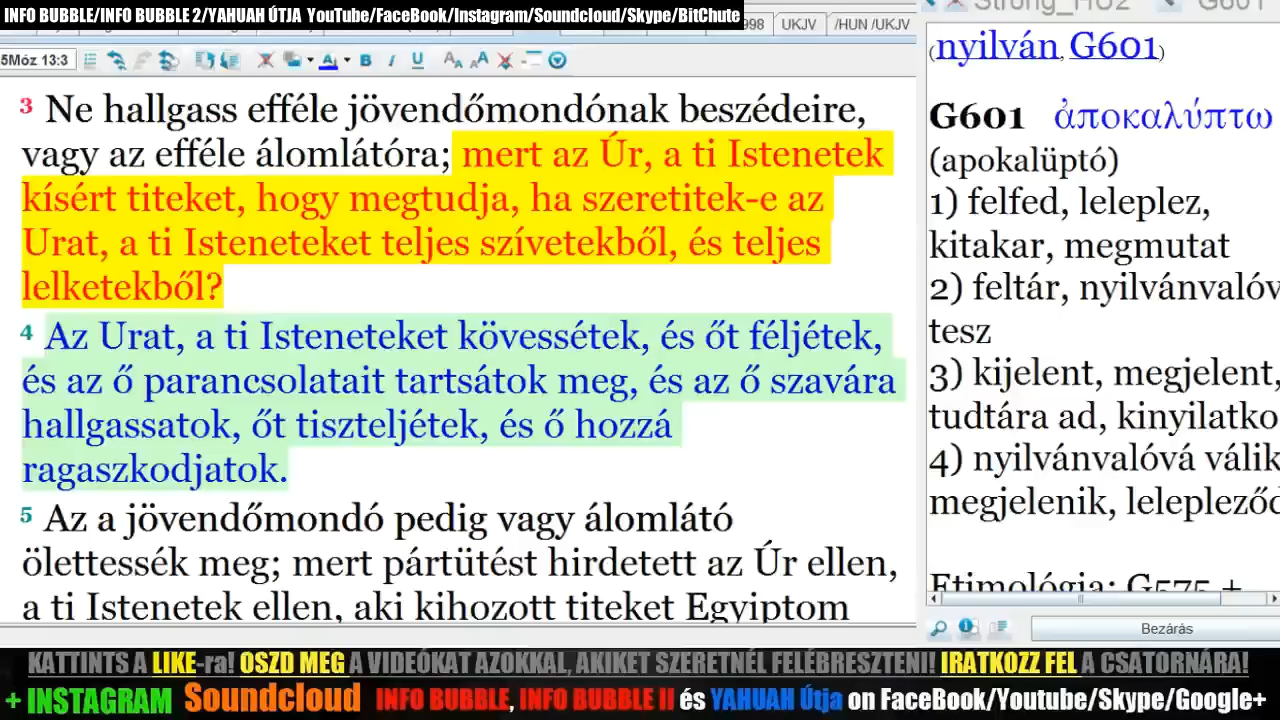 INFO BUBBLE/INFO BUBBLE 2/YAHUAH ÚTJA YouTube/FaceBook/Instagram/Soundcloud/Skype/BitChute
998 UKJV /HUN /UKJV
5Móz 13:3
3 Ne hallgass efféle jövendőmondónak beszédeire,
vagy az efféle álomlátóra; mert az Úr, a ti Istenetek
kísért titeket, hogy megtudja, ha szeretitek-e az
Urat, a ti Isteneteket teljes szívetekből, és teljes
lelketekből?
4 Az Urat, a ti Isteneteket kövessétek, és őt féljétek,
és az ő parancsolatait tartsátok meg, és az ő szavára
hallgassatok, őt tiszteljétek, és ő hozzá
ragaszkodjatok.
5 Az a jövendőmondó pedig vagy álomlátó
ölettessék meg; mert pártütést hirdetett az Úr ellen,
a ti Istenetek ellen, aki kihozott titeket Egyiptom
Strong_HU2 G601
(nyilván, G601)
G601 ἀποκαλύπτω
(apokalüptó)
1) felfed, leleplez,
kitakar, megmutat
2) feltár, nyilvánvalóv
tesz
3) kijelent, megjelent,
tudtára ad, kinyilatko
4) nyilvánvalóvá válik
megjelenik, lelepleződ
Etimológia: G575 +
Bezárás
KATTINTS A LIKE-ra! OSZD MEG A VIDEÓKAT AZOKKAL, AKIKET SZERETNÉL FELÉBRESZTENI! IRATKOZZ FEL A CSATORNÁRA!
+ INSTAGRAM Soundcloud INFO BUBBLE, INFO BUBBLE II és YAHUAH Útja on FaceBook/Youtube/Skype/Google+